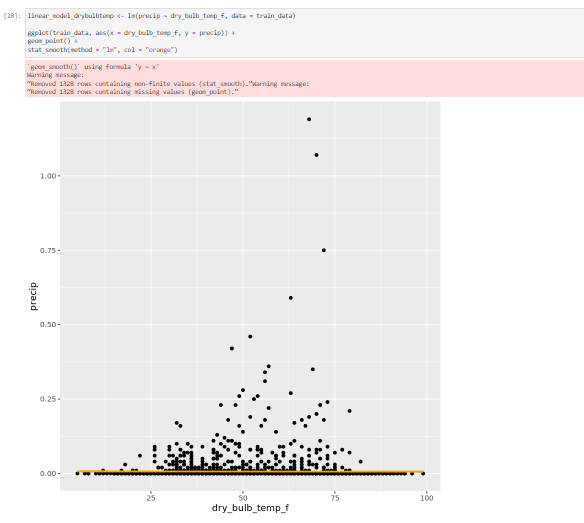 [28]: linear_model_drybulbtemp <- lm(precip ~ dry_bulb_temp_f, data = train_data)
ggplot(train_data, aes(x = dry_bulb_temp_f, y = precip)) +
geom_point() +
stat_smooth(method = "lm", col = "orange")
`geom_smooth()` using formula 'y ~ x'
Warning message:
“Removed 1328 rows containing non-finite values (stat_smooth).”Warning message:
“Removed 1328 rows containing missing values (geom_point).”
1.00
0.75
precip
0.50
0.25
0.00
25 50 75 100
dry_bulb_temp_f